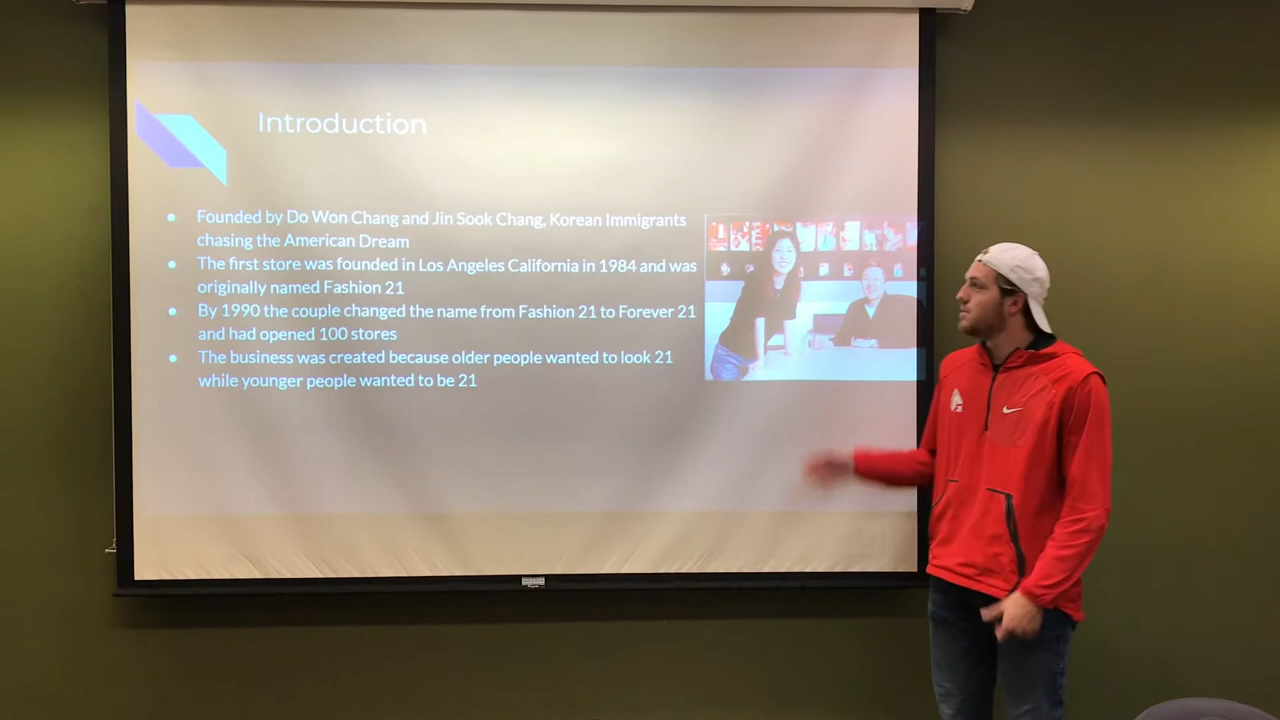 Introduction
● Founded by Do Won Chang and Jin Sook Chang, Korean Immigrants
chasing the American Dream
● The first store was founded in Los Angeles California in 1984 and was
originally named Fashion 21
● By 1990 the couple changed the name from Fashion 21 to Forever 21
and had opened 100 stores
● The business was created because older people wanted to look 21
while younger people wanted to be 21